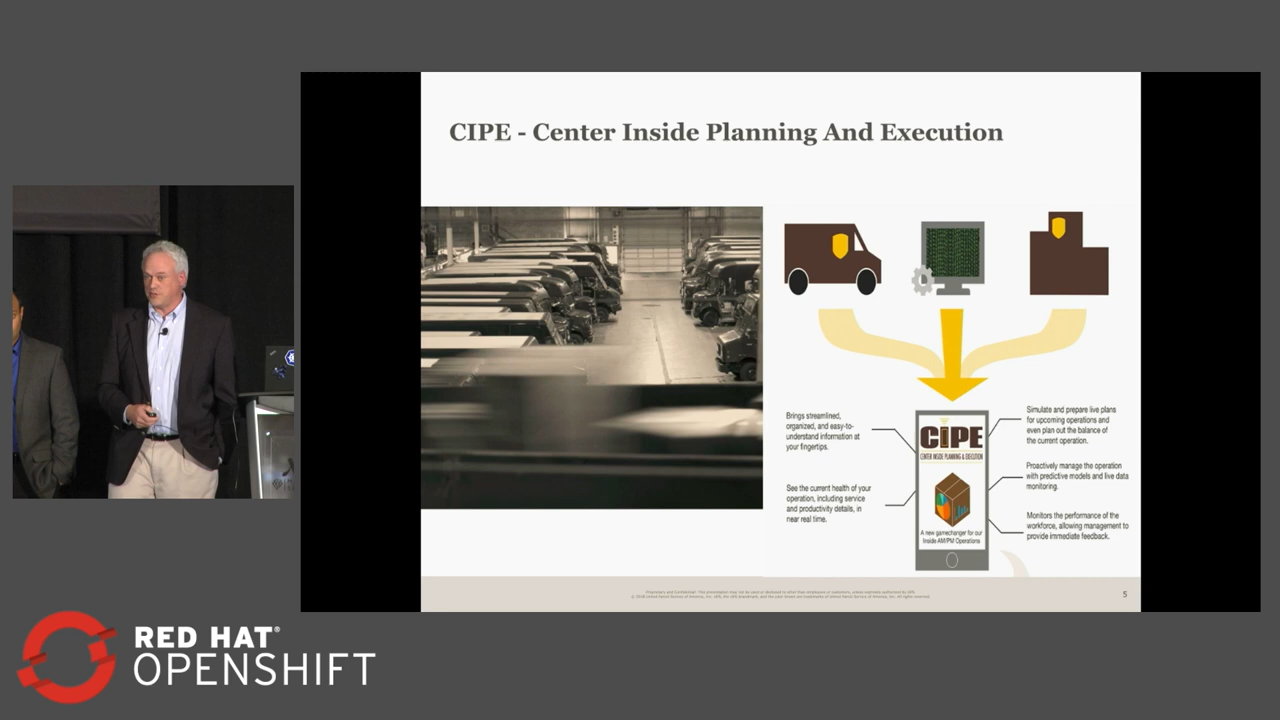 CIPE - Center Inside Planning And Execution
Brings streamlined,
organized, and easy-to-
understand information at
your fingertips.
See the current health of your
operation, including service
and productivity details, in
near real time.
CIPE
CENTER INSIDE PLANNING & EXECUTION
A new gamechanger for our
Inside AM/PM Operations
Simulate and prepare live plans
for upcoming operations and
even plan out the balance of
the current operation.
Proactively manage the operation
with predictive models and live data
monitoring.
Monitors the performance of the
workforce, allowing management to
provide immediate feedback.
5
RED HAT®
OPENSHIFT